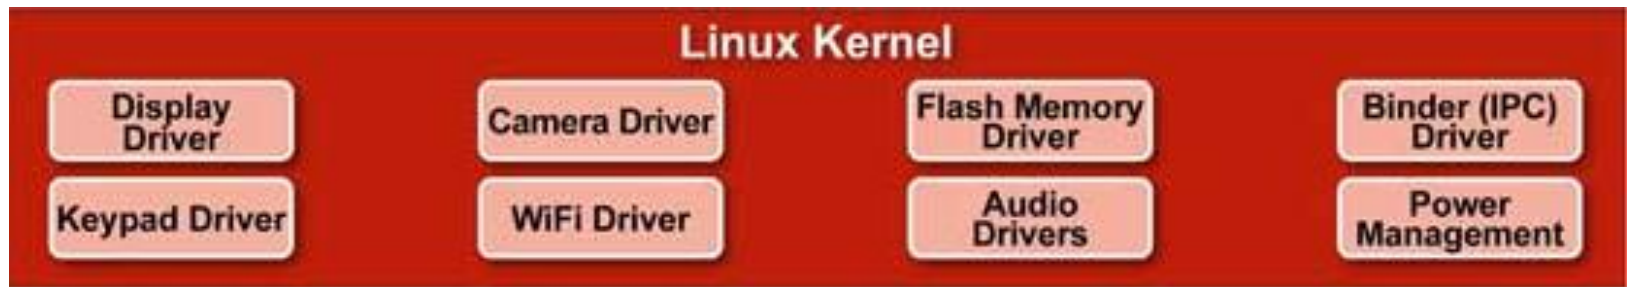 Linux Kernel
Display
Driver
Camera Driver
Flash Memory
Driver
Binder (IPC)
Driver
Keypad Driver
WiFi Driver
Audio
Drivers
Power
Management